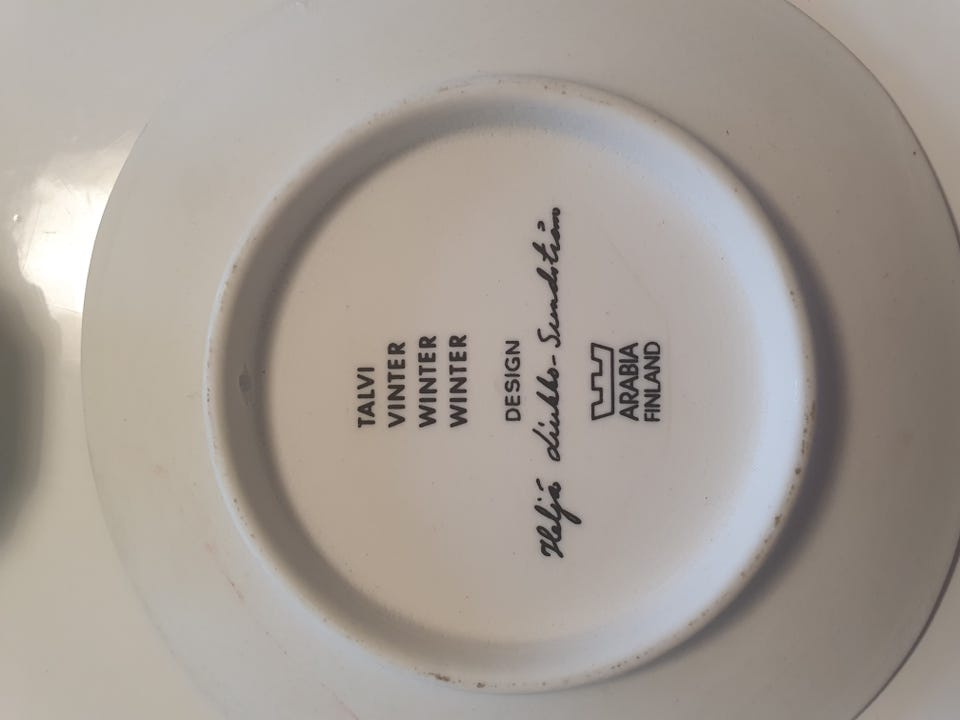 TALVI
VINTER
WINTER
WINTER
DESIGN
Heljä Liukko-Sundström
ARABIA
FINLAND